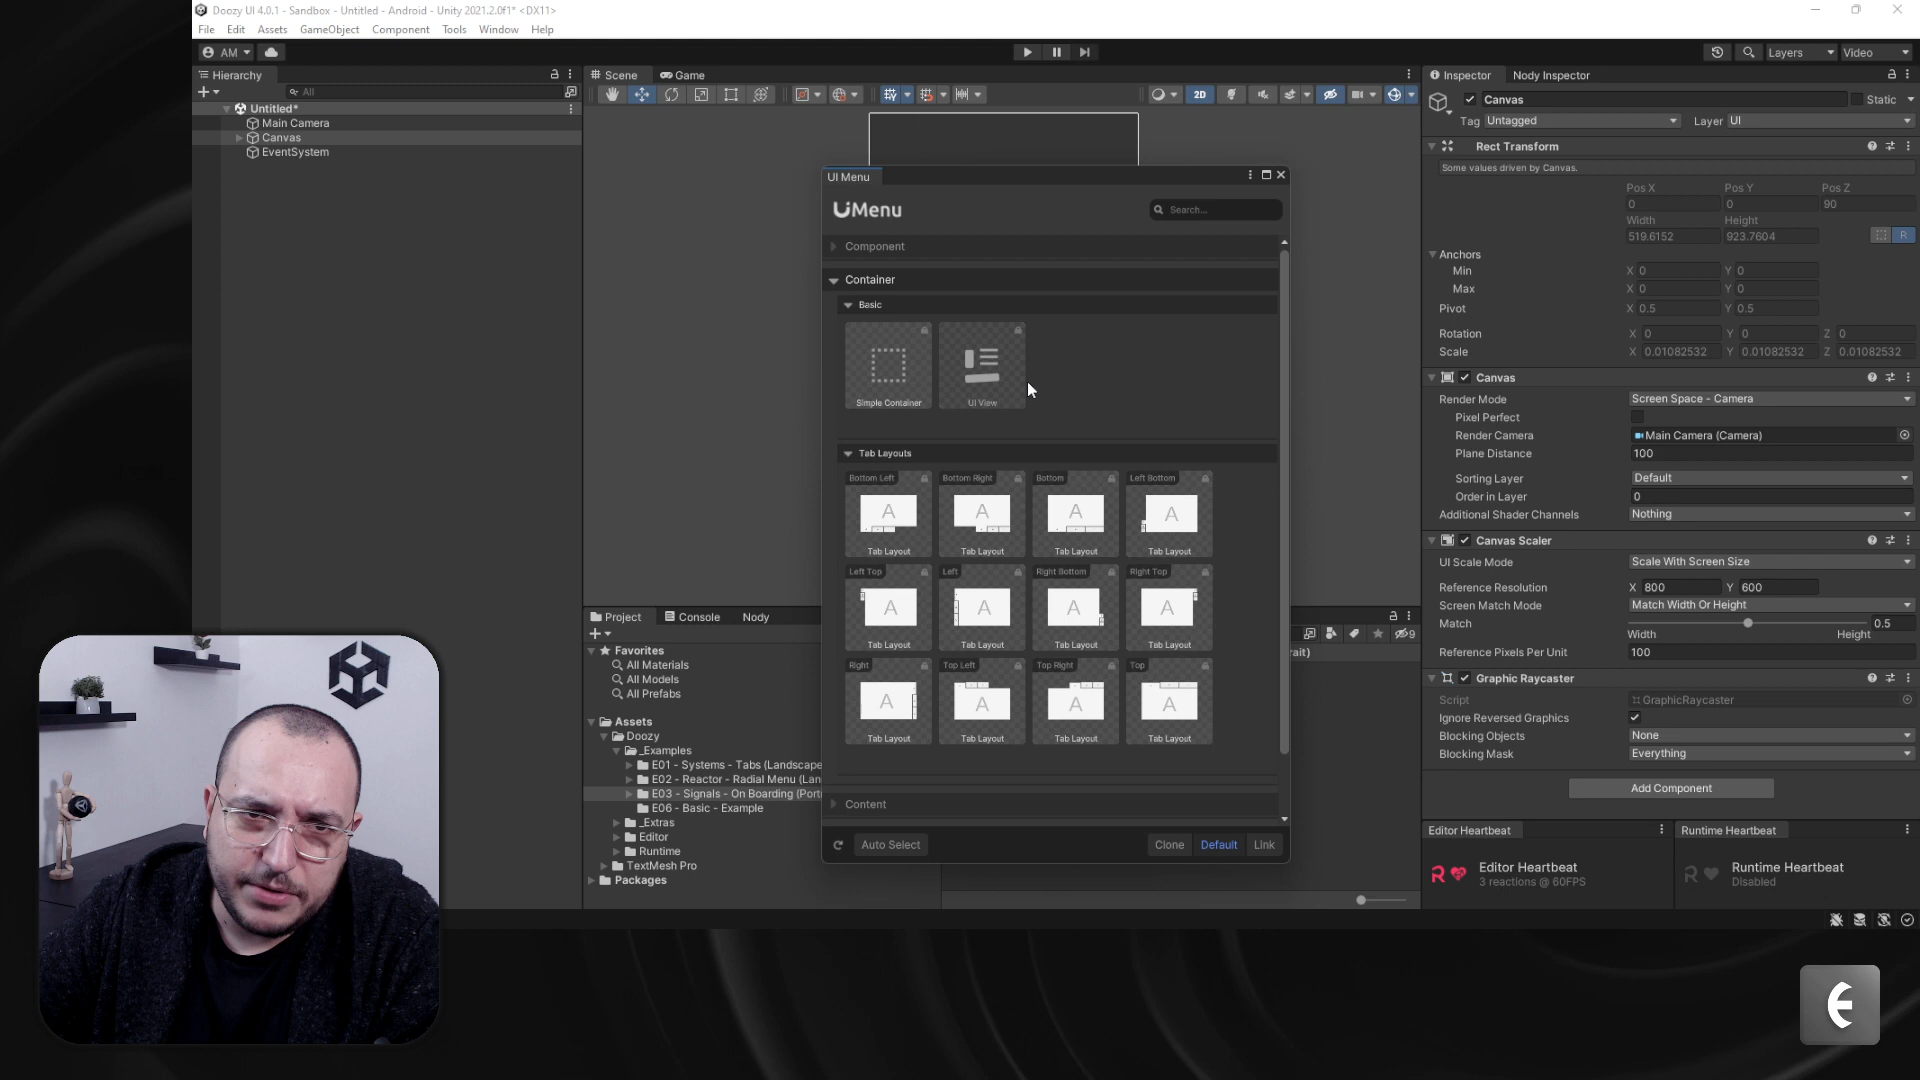 Doozy UI 4.0.1 - Sandbox - Untitled - Android - Unity 2021.2.0f1* <DX11>
File Edit Assets GameObject Component Tools Window Help
AM
Layers
Video
Hierarchy
All
Untitled*
Main Camera
Canvas
EventSystem
Scene
Game
2D
UI Menu
UIMenu
Search...
Component
Container
Basic
Simple Container
UI View
Tab Layouts
Bottom Left
Bottom Right
Bottom
Left Bottom
A
A
A
A
Tab Layout
Tab Layout
Tab Layout
Tab Layout
Left Top
Left
Right Bottom
Right Top
A
A
A
A
Tab Layout
Tab Layout
Tab Layout
Tab Layout
Right
Top Left
Top Right
Top
A
A
A
A
Tab Layout
Tab Layout
Tab Layout
Tab Layout
Content
Auto Select
Clone
Default
Link
Project
Console
Nody
9
rait)
Favorites
All Materials
All Models
All Prefabs
Assets
Doozy
_Examples
E01 - Systems - Tabs (Landscape
E02 - Reactor - Radial Menu (Lan
E03 - Signals - On Boarding (Port
E06 - Basic - Example
_Extras
Editor
Runtime
TextMesh Pro
Packages
Inspector
Node Inspector
Canvas
Static
Tag Untagged
Layer UI
Rect Transform
Some values driven by Canvas.
Pos X Pos Y Pos Z
0 0 90
Width Height
519.6152 923.7604
R
Anchors
Min X 0 Y 0
Max X 0 Y 0
Pivot X 0.5 Y 0.5
Rotation X 0 Y 0 Z 0
Scale X 0.01082532 Y 0.01082532 Z 0.01082532
Canvas
Render Mode Screen Space - Camera
Pixel Perfect
Render Camera Main Camera (Camera)
Plane Distance 100
Sorting Layer Default
Order in Layer 0
Additional Shader Channels Nothing
Canvas Scaler
UI Scale Mode Scale With Screen Size
Reference Resolution X 800 Y 600
Screen Match Mode Match Width Or Height
Match 0.5
Width Height
Reference Pixels Per Unit 100
Graphic Raycaster
Script GraphicRaycaster
Ignore Reversed Graphics
Blocking Objects None
Blocking Mask Everything
Add Component
Editor Heartbeat
Runtime Heartbeat
R
Editor Heartbeat
3 reactions @ 60FPS
R
Runtime Heartbeat
Disabled